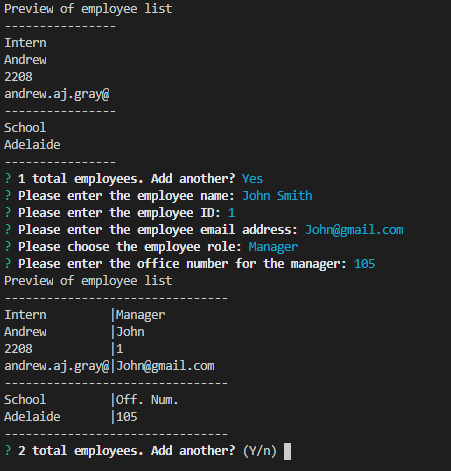 Preview of employee list
----------------
Intern
Andrew
2208
andrew.aj.gray@
----------------
School
Adelaide
----------------
? 1 total employees. Add another? Yes
? Please enter the employee name: John Smith
? Please enter the employee ID: 1
? Please enter the employee email address: John@gmail.com
? Please choose the employee role: Manager
? Please enter the office number for the manager: 105
Preview of employee list
--------------------------------
Intern         |Manager
Andrew         |John
2208           |1
andrew.aj.gray@|John@gmail.com
--------------------------------
School         |Off. Num.
Adelaide       |105
--------------------------------
? 2 total employees. Add another? (Y/n)